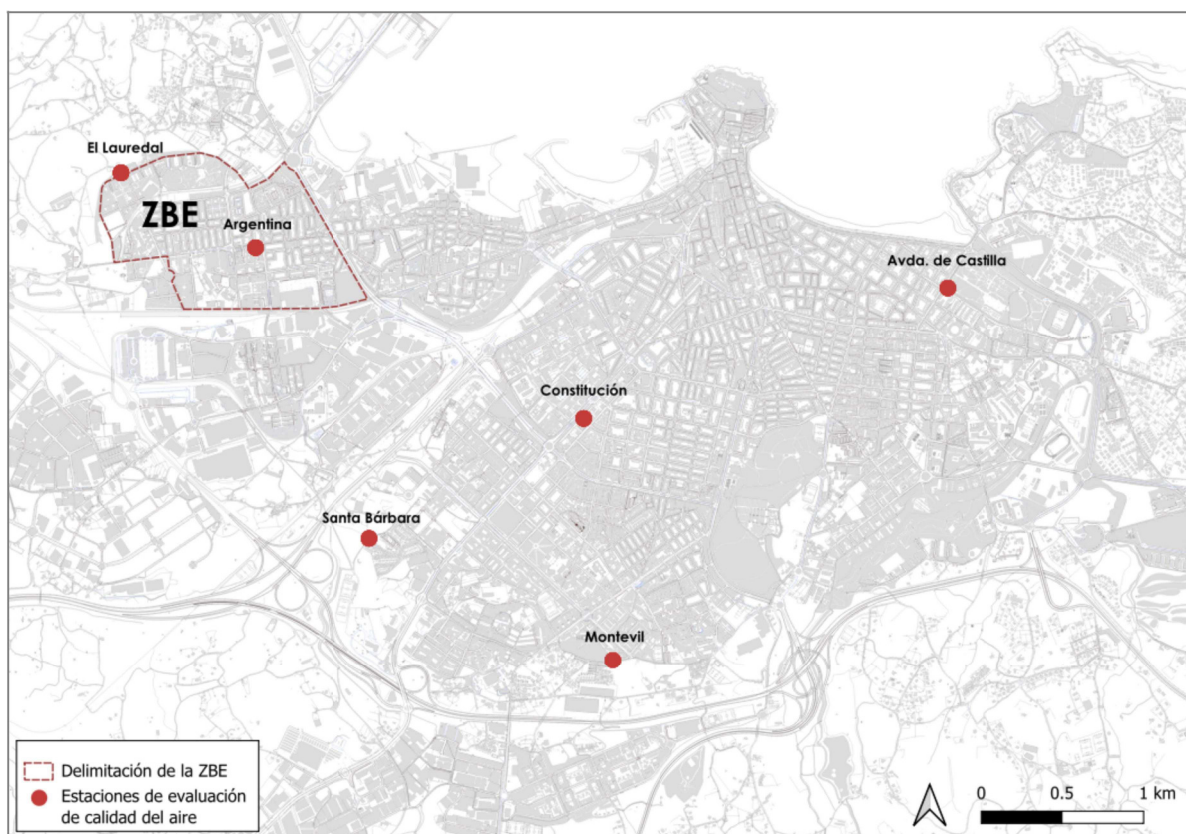 El Lauredal
ZBE
Argentina
Avda. de Castilla
Constitución
Santa Bárbara
Montevil
Delimitación de la ZBE
Estaciones de evaluación
de calidad del aire
0 0.5 1 km